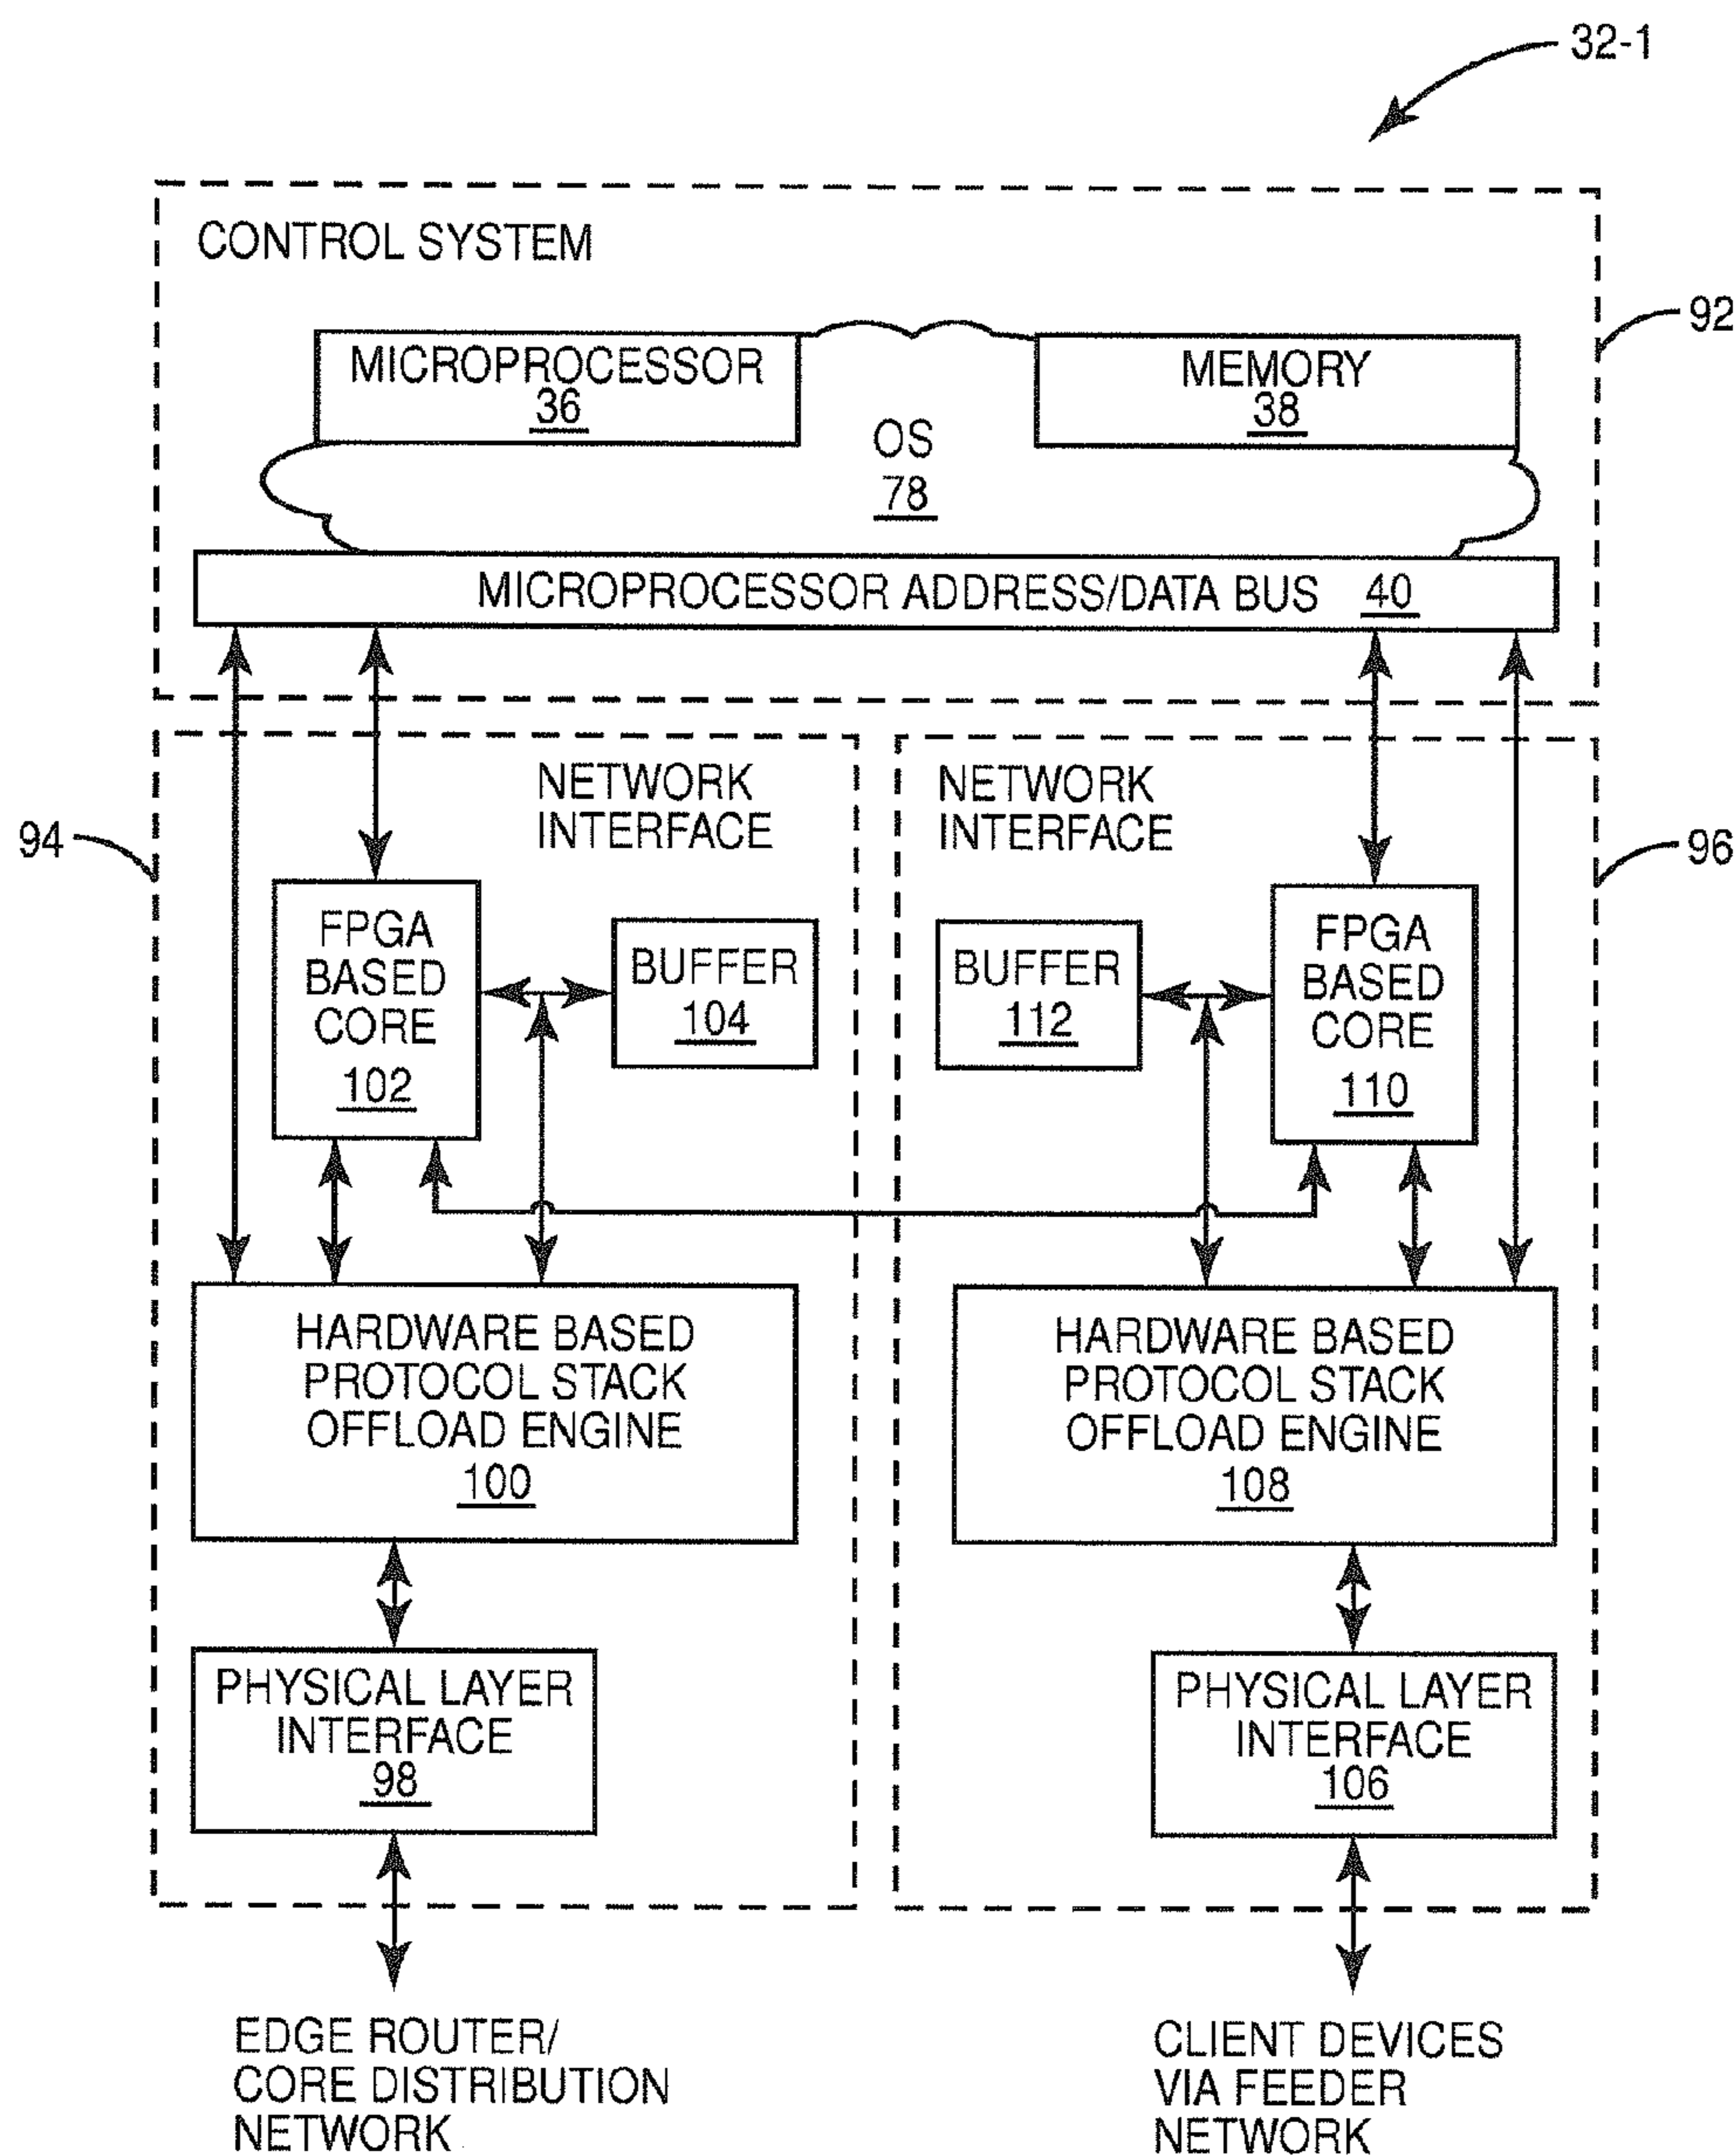 32-1
CONTROL SYSTEM
92
MICROPROCESSOR
36
MEMORY
38
OS
78
MICROPROCESSOR ADDRESS/DATA BUS 40
94
NETWORK
INTERFACE
NETWORK
INTERFACE
96
FPGA
BASED
CORE
102
BUFFER
104
BUFFER
112
FPGA
BASED
CORE
110
HARDWARE BASED
PROTOCOL STACK
OFFLOAD ENGINE
100
HARDWARE BASED
PROTOCOL STACK
OFFLOAD ENGINE
108
PHYSICAL LAYER
INTERFACE
98
PHYSICAL LAYER
INTERFACE
106
EDGE ROUTER/
CORE DISTRIBUTION
NETWORK
CLIENT DEVICES
VIA FEEDER
NETWORK